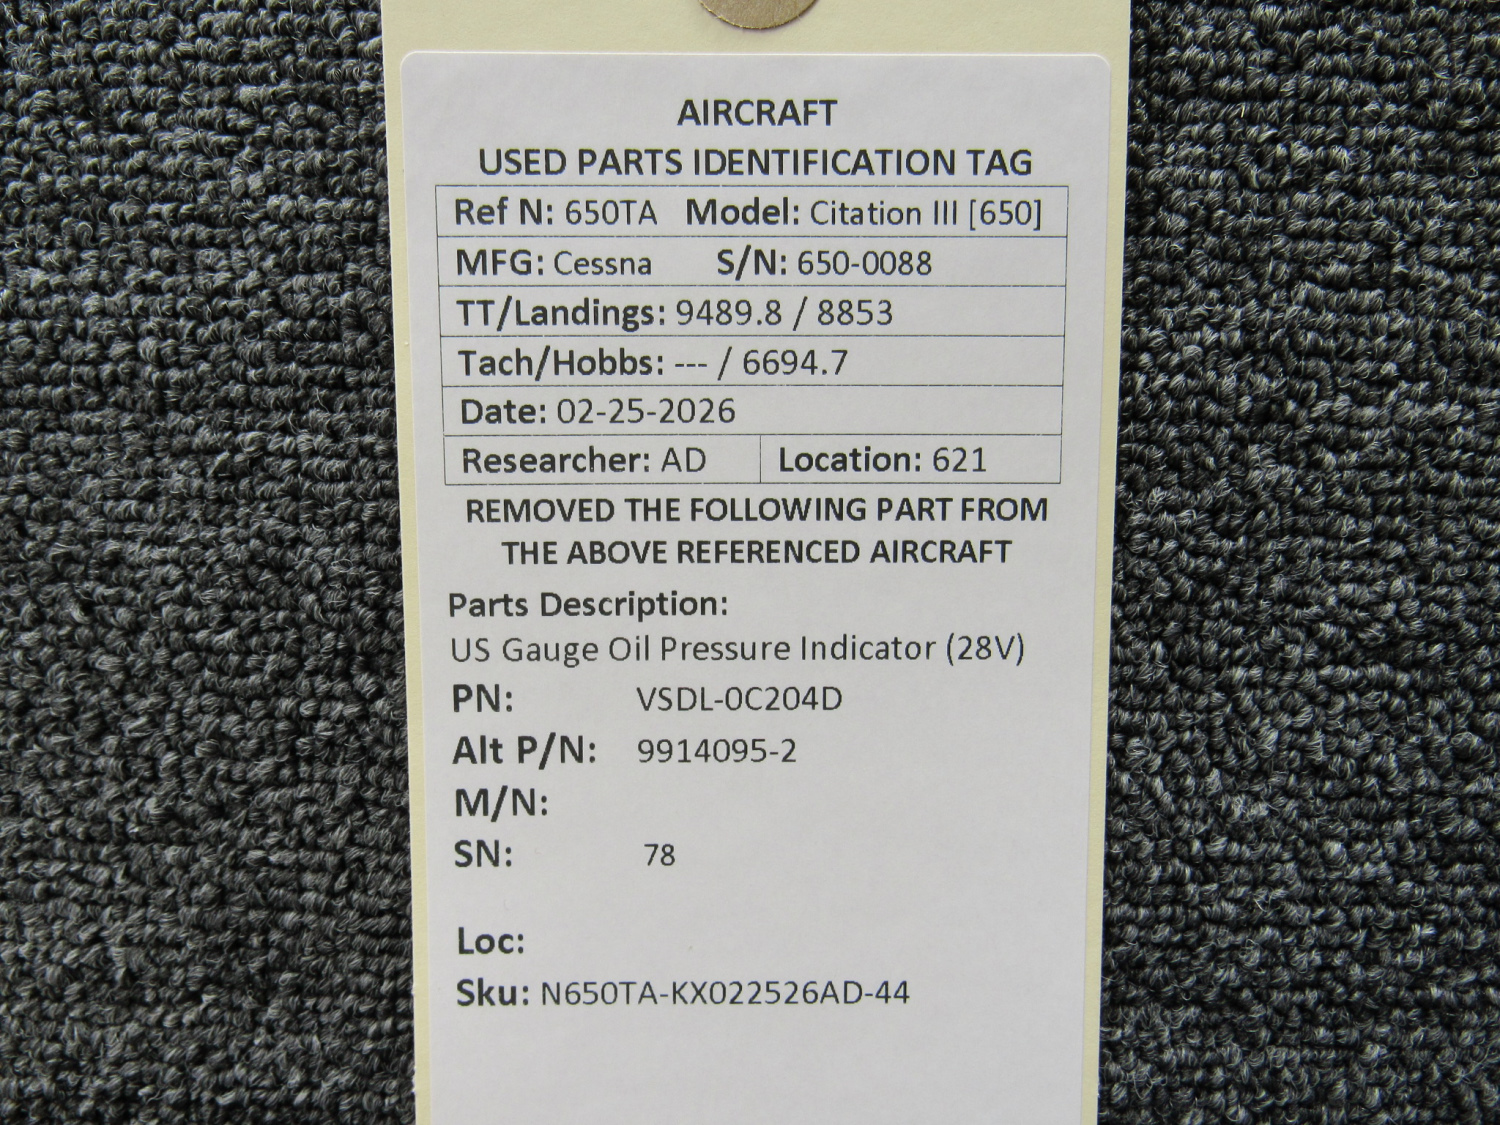 AIRCRAFT
USED PARTS IDENTIFICATION TAG
Ref N: 650TA Model: Citation III [650]
MFG: Cessna S/N: 650-0088
TT/Landings: 9489.8 / 8853
Tach/Hobbs: --- / 6694.7
Date: 02-25-2026
Researcher: AD Location: 621
REMOVED THE FOLLOWING PART FROM
THE ABOVE REFERENCED AIRCRAFT
Parts Description:
US Gauge Oil Pressure Indicator (28V)
PN: VSDL-0C204D
Alt P/N: 9914095-2
M/N:
SN: 78
Loc:
Sku: N650TA-KX022526AD-44